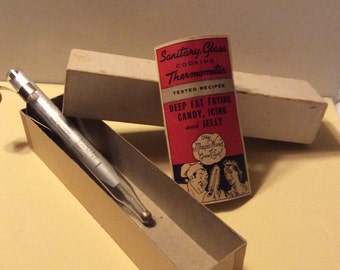 Sanitary Glass
COOKING
Thermometer
TESTED RECIPES
DEEP FAT FRYING
CANDY, ICING
and JELLY